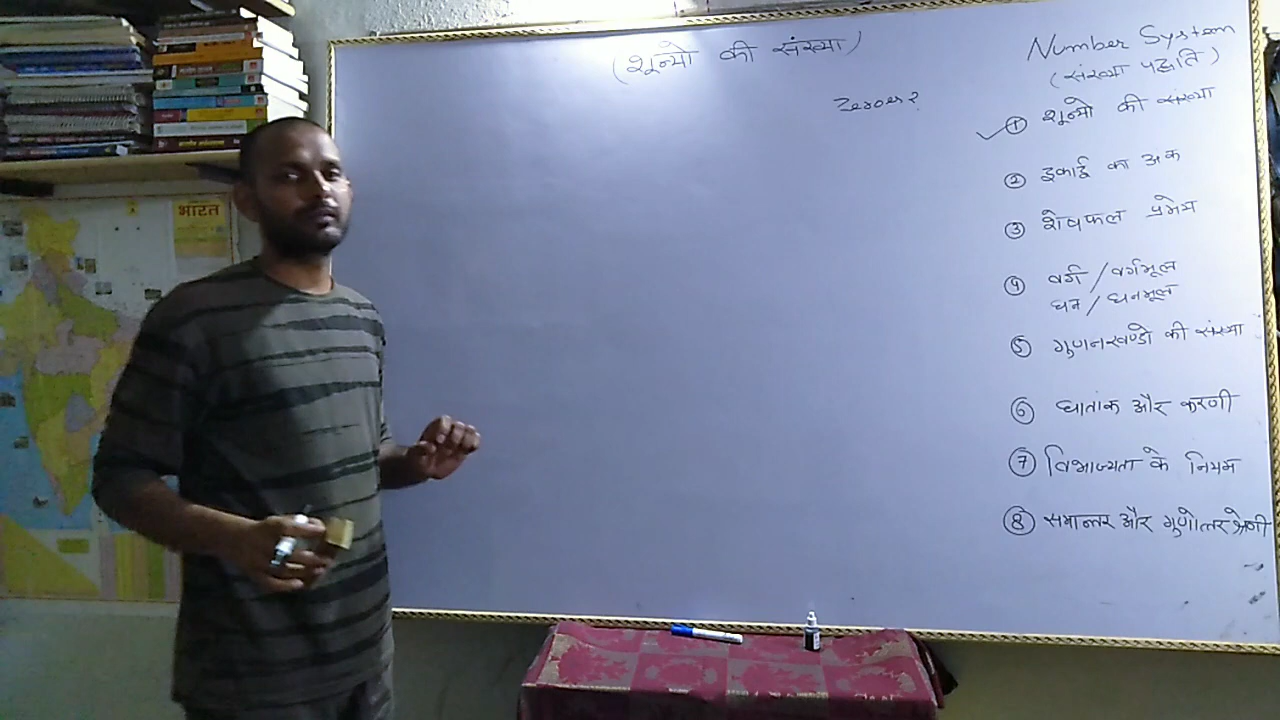 (शून्यो की संख्या)
Zeroes?
Number System
(संख्या पद्धति)
① शून्यो की संख्या
② इकाई का अंक
③ शेषफल प्रमेय
④ वर्ग / वर्गमूल
घन / घनमूल
⑤ गुणनखण्डो की संख्या
⑥ घातांक और करणी
⑦ विभाज्यता के नियम
⑧ समान्तर और गुणोत्तर श्रेणी
भारत